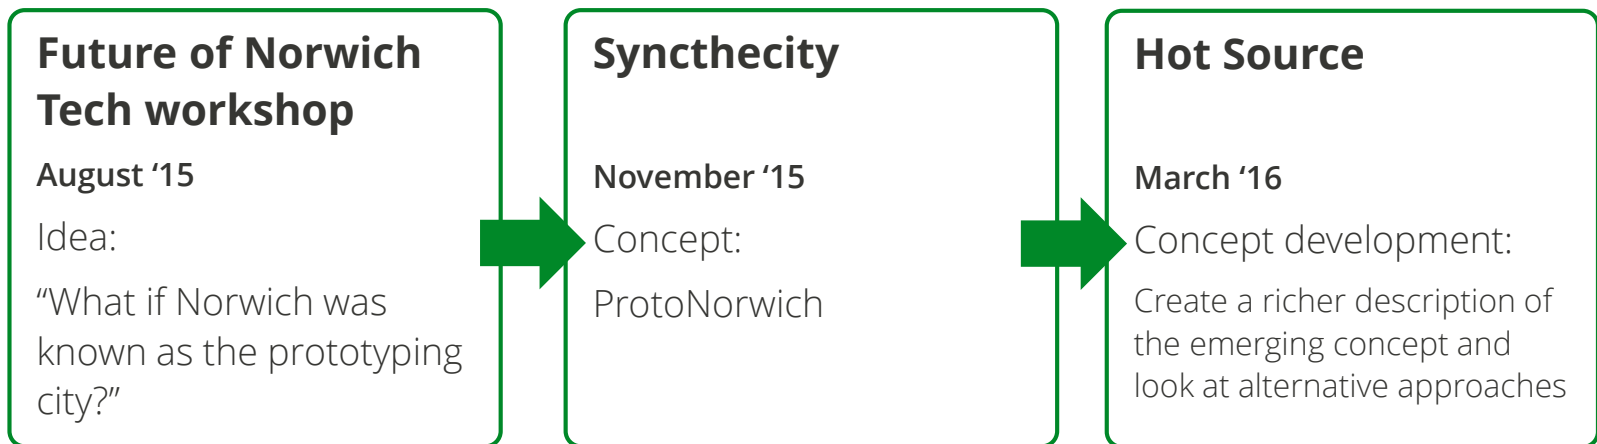 Future of Norwich
Tech workshop
August ‘15
Idea:
“What if Norwich was
known as the prototyping
city?”
Syncthecity
November ‘15
Concept:
ProtoNorwich
Hot Source
March ‘16
Concept development:
Create a richer description of
the emerging concept and
look at alternative approaches